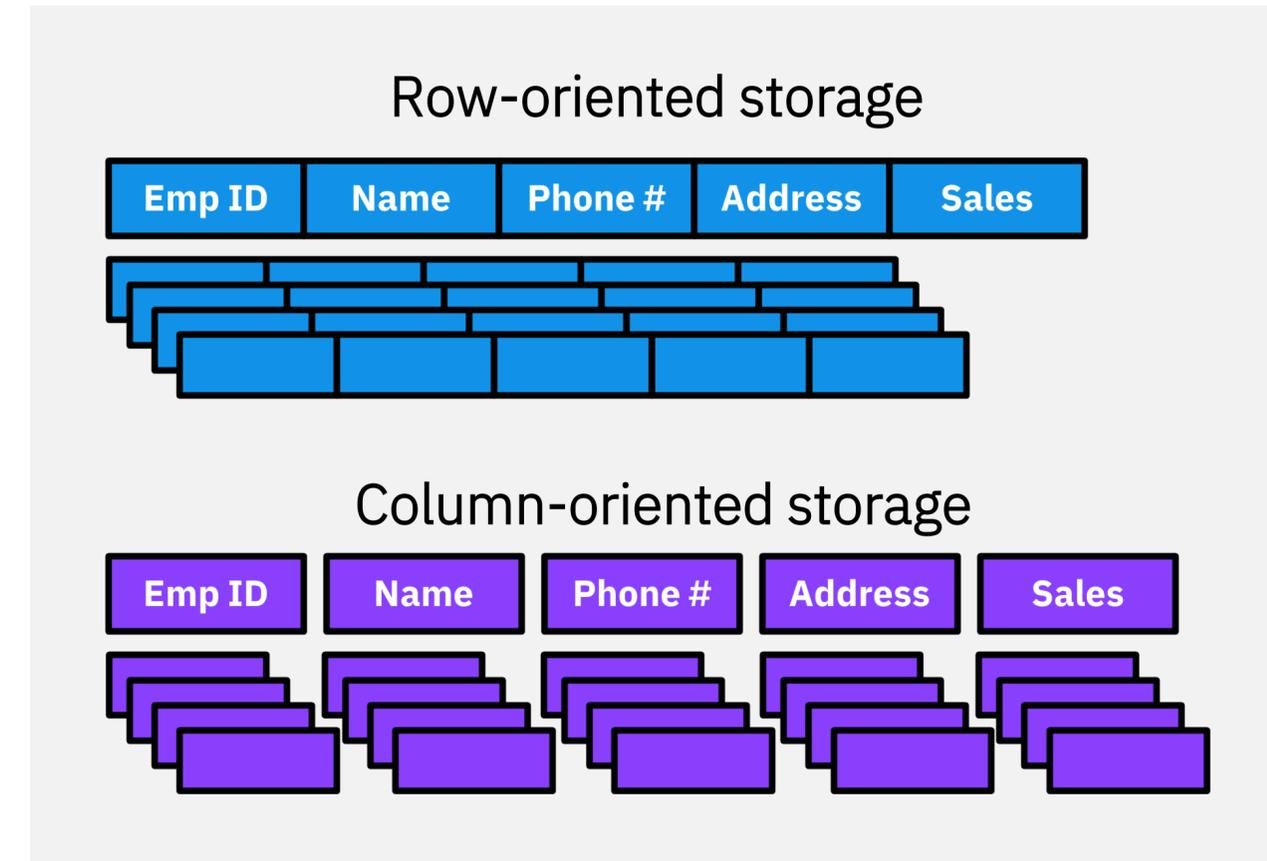 Row-oriented storage
Emp ID Name Phone # Address Sales
Column-oriented storage
Emp ID Name Phone # Address Sales